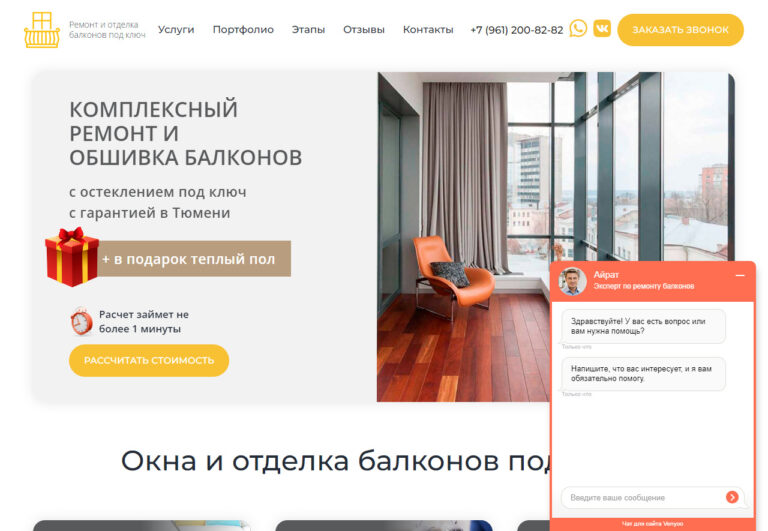 Ремонт и отделка
балконов под ключ
Услуги
Портфолио
Этапы
Отзывы
Контакты
+7 (961) 200-82-82
ЗАКАЗАТЬ ЗВОНОК
КОМПЛЕКСНЫЙ
РЕМОНТ И
ОБШИВКА БАЛКОНОВ
с остеклением под ключ
с гарантией в Тюмени
+ в подарок теплый пол
Расчет займет не
более 1 минуты
РАССЧИТАТЬ СТОИМОСТЬ
Айрат
Эксперт по ремонту балконов
Здравствуйте! У вас есть вопрос или
вам нужна помощь?
Только что
Напишите, что вас интересует, и я вам
обязательно помогу.
Только что
Введите ваше сообщение
Чат для сайта Venyoo
Окна и отделка балконов под